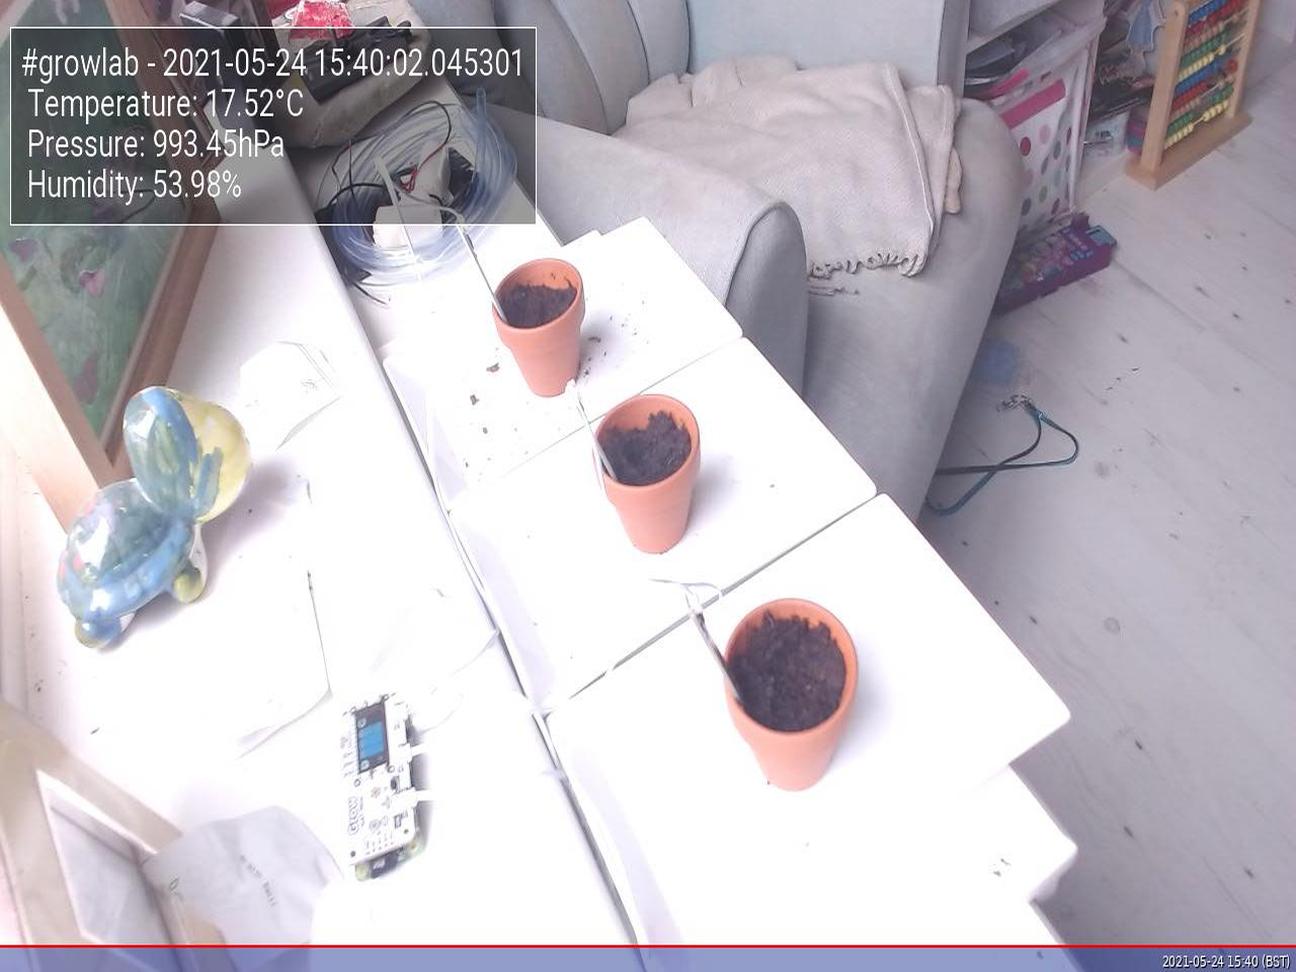 #growlab - 2021-05-24 15:40:02.045301
Temperature: 17.52°C
Pressure: 993.45hPa
Humidity: 53.98%
GROW
2021-05-24 15:40 (BST)